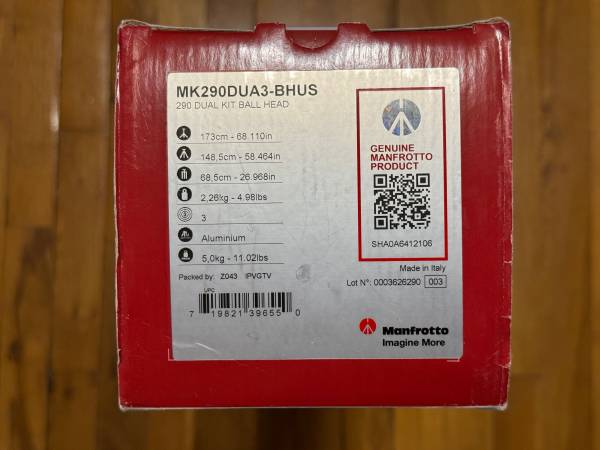 MK290DUA3-BHUS
290 DUAL KIT BALL HEAD
173cm - 68.110in
148,5cm - 58.464in
68,5cm - 26.968in
2,26kg - 4.98lbs
3
Aluminium
5,0kg - 11.02lbs
Packed by: Z043 IPVGTV
UPC
7 19821 39655 0
GENUINE
MANFROTTO
PRODUCT
SHA0A6412106
Made in Italy
Lot N°: 0003626290 003
Manfrotto
Imagine More